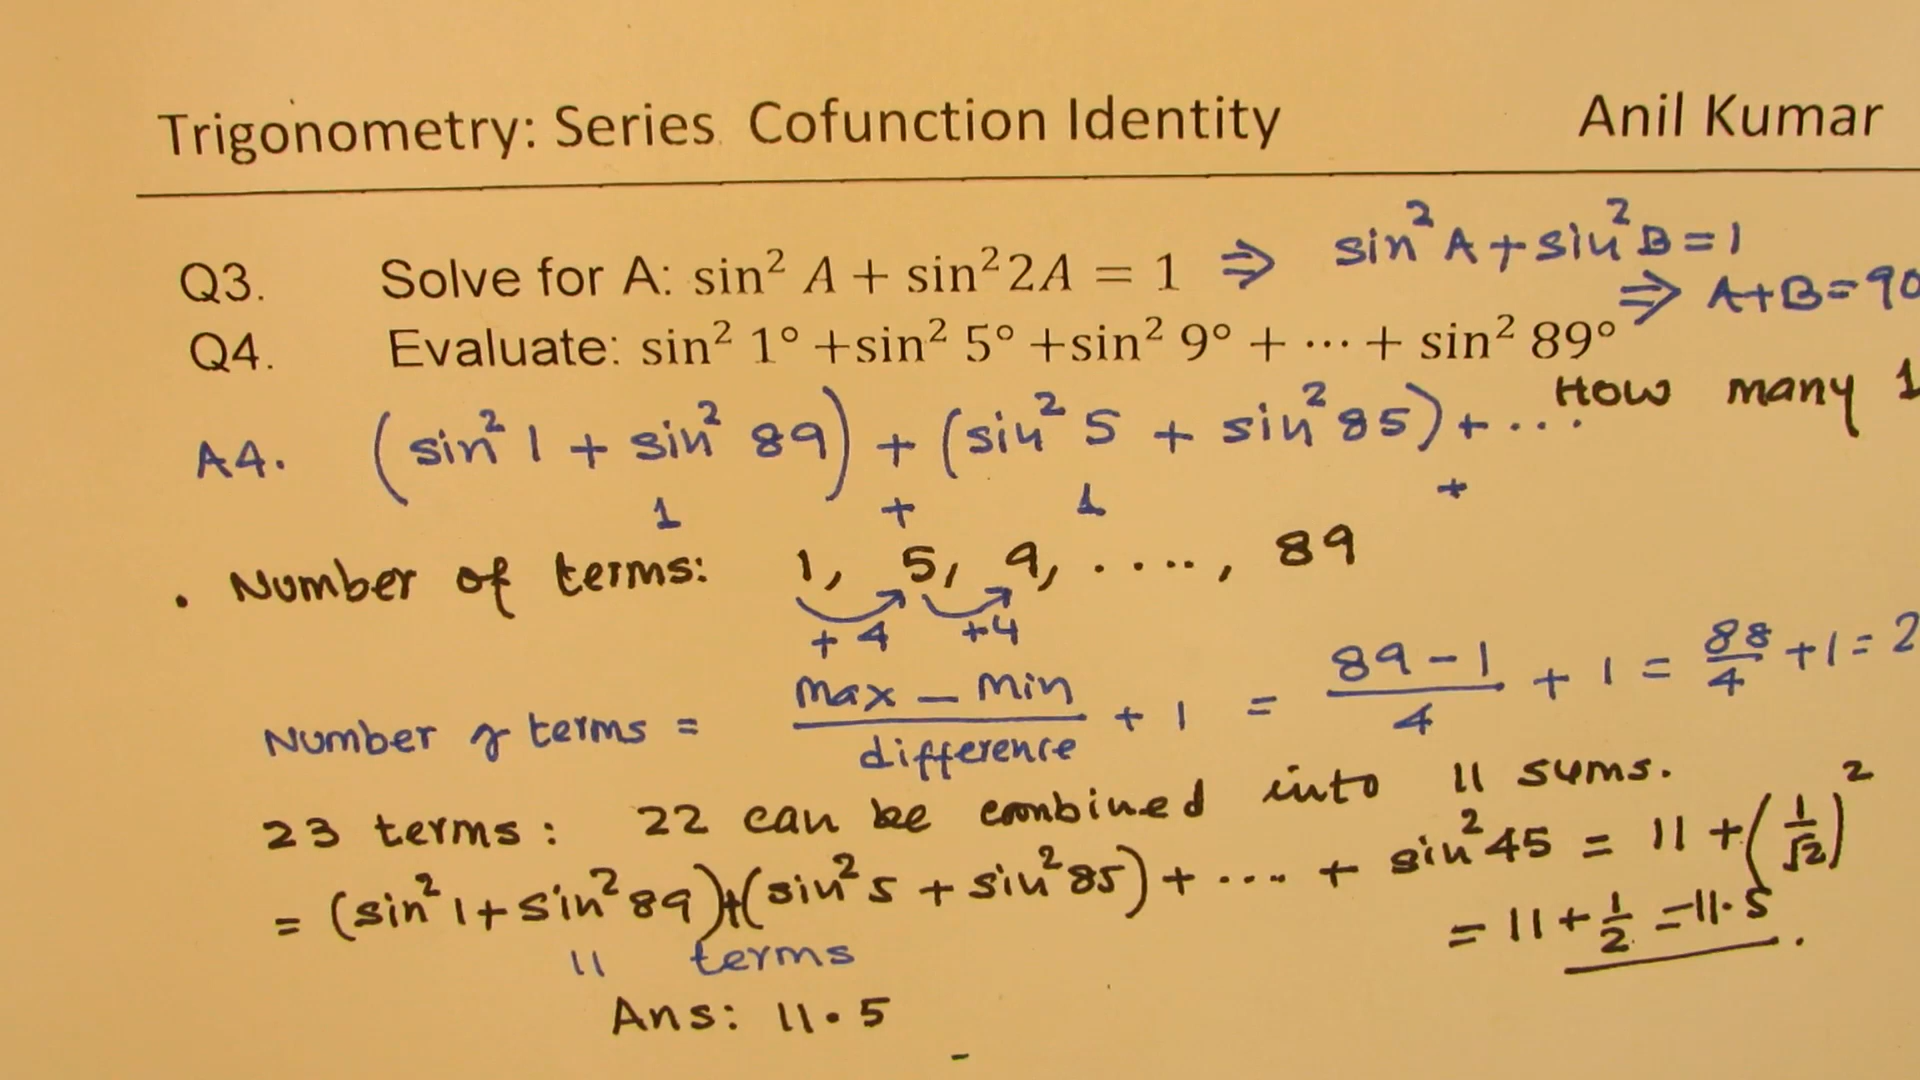 Trigonometry: Series Cofunction Identity Anil Kumar
Q3. Solve for A: sin² A + sin² 2A = 1 ⇒ sin² A + sin² B = 1
⇒ A+B=90
Q4. Evaluate: sin² 1° +sin² 5° +sin² 9° + ⋯ + sin² 89°
How many 1
A4. (sin² 1 + sin² 89) + (sin² 5 + sin² 85) + ....
1 + 1 +
. Number of terms: 1, 5, 9, ....., 89
+4 +4
Number of terms = (max - min)/difference + 1 = (89-1)/4 + 1 = 88/4 +1 = 2
23 terms: 22 can be combined into 11 sums.
= (sin² 1 + sin² 89)+(sin² 5 + sin² 85) + .... + sin² 45 = 11 + (1/√2)²
11 terms
= 11 + 1/2 = 11.5.
Ans: 11.5